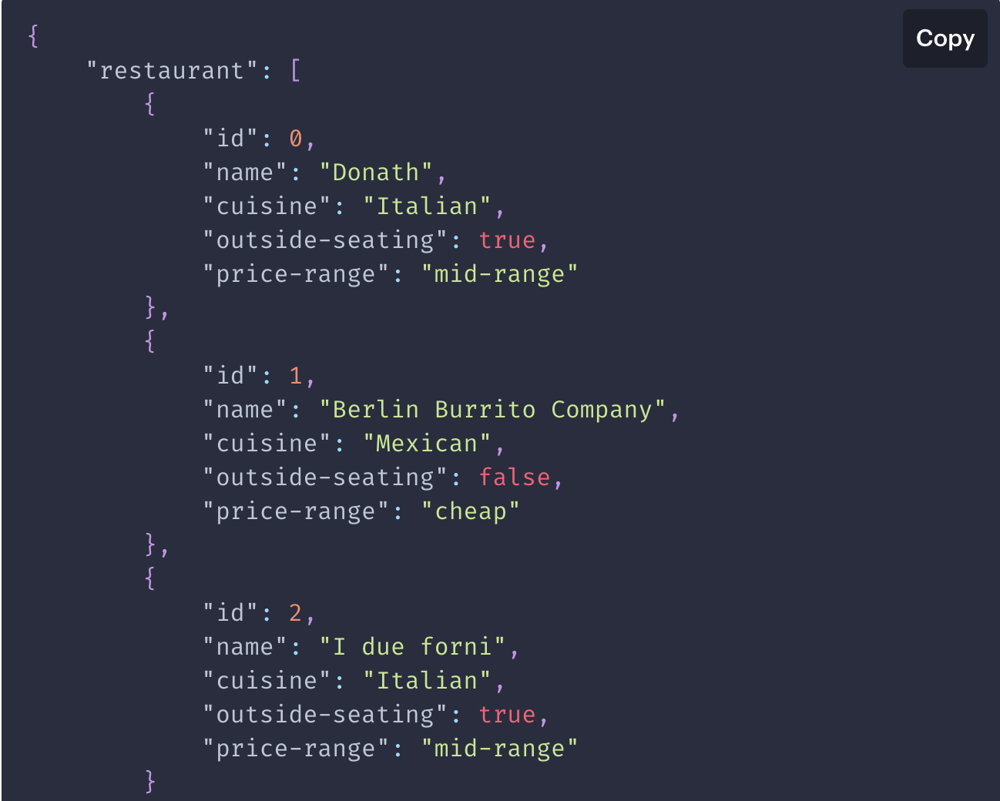 Copy
{
    "restaurant": [
        {
            "id": 0,
            "name": "Donath",
            "cuisine": "Italian",
            "outside-seating": true,
            "price-range": "mid-range"
        },
        {
            "id": 1,
            "name": "Berlin Burrito Company",
            "cuisine": "Mexican",
            "outside-seating": false,
            "price-range": "cheap"
        },
        {
            "id": 2,
            "name": "I due forni",
            "cuisine": "Italian",
            "outside-seating": true,
            "price-range": "mid-range"
        }